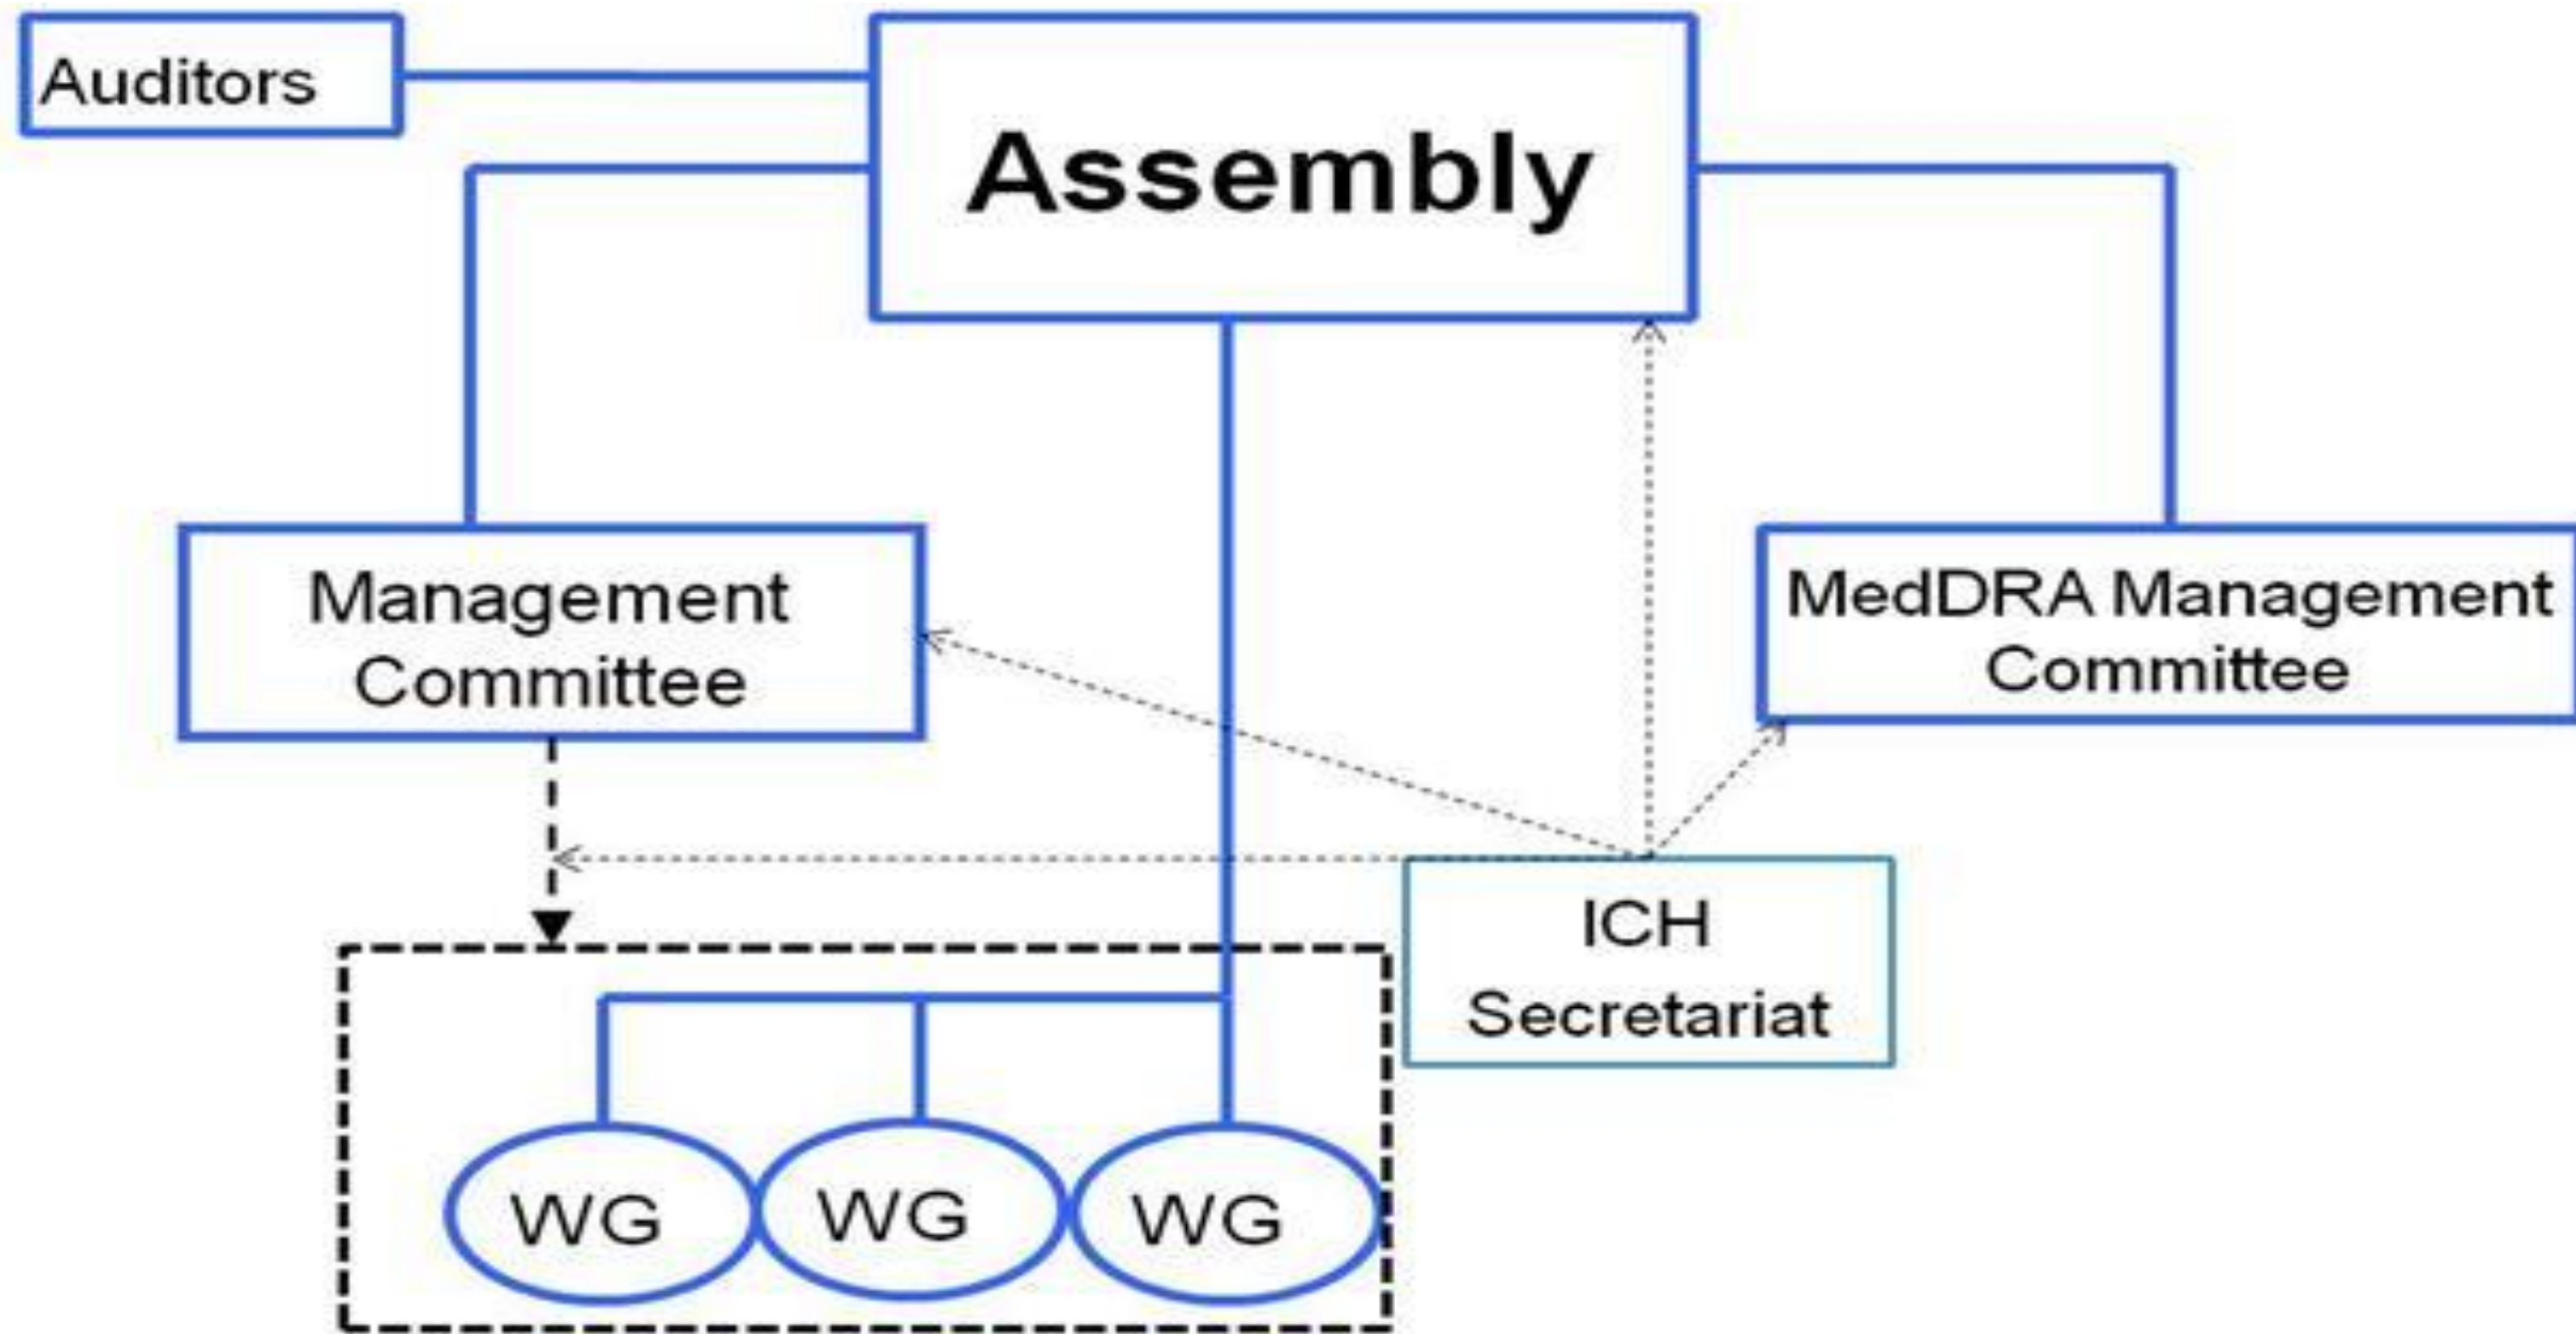 Auditors
Assembly
Management
Committee
MedDRA Management
Committee
ICH
Secretariat
WG
WG
WG